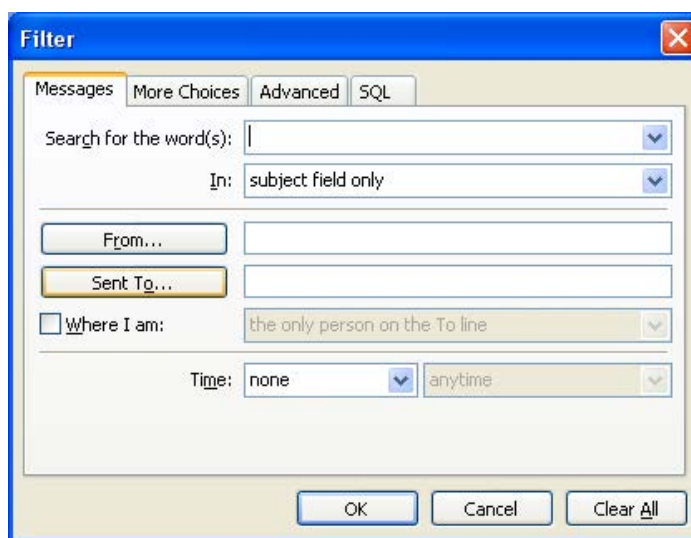 Filter
Messages More Choices Advanced SQL
Search for the word(s):
In: subject field only
From...
Sent To...
Where I am: the only person on the To line
Time: none anytime
OK Cancel Clear All